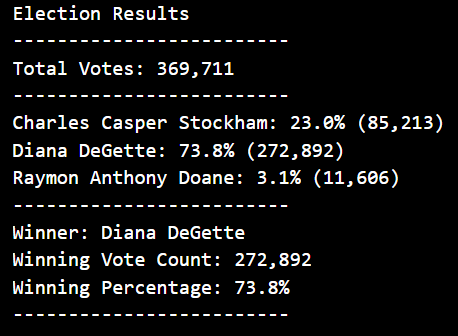 Election Results
-------------------------
Total Votes: 369,711
-------------------------
Charles Casper Stockham: 23.0% (85,213)
Diana DeGette: 73.8% (272,892)
Raymon Anthony Doane: 3.1% (11,606)
-------------------------
Winner: Diana DeGette
Winning Vote Count: 272,892
Winning Percentage: 73.8%
-------------------------